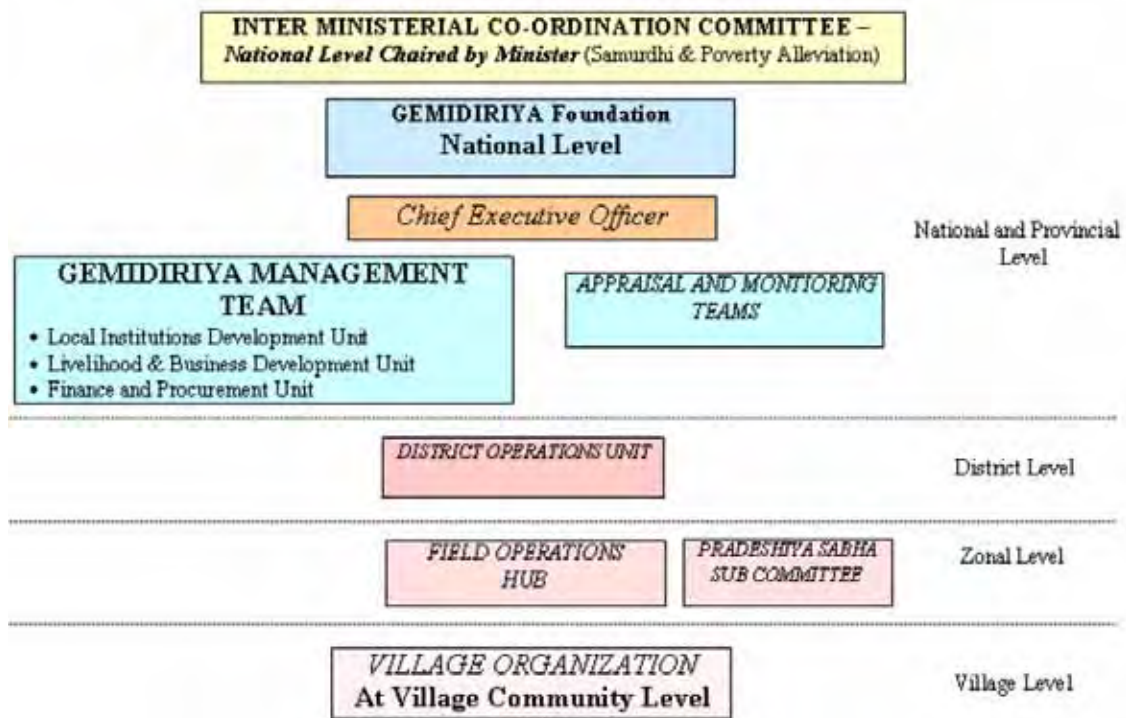 INTER MINISTERIAL CO-ORDINATION COMMITTEE –
National Level Chaired by Minister (Samurdhi & Poverty Alleviation)
GEMIDIRIYA Foundation
National Level
Chief Executive Officer
National and Provincial
Level
GEMIDIRIYA MANAGEMENT
TEAM
• Local Institutions Development Unit
• Livelihood & Business Development Unit
• Finance and Procurement Unit
APPRAISAL AND MONTIORING
TEAMS
DISTRICT OPERATIONS UNIT
District Level
FIELD OPERATIONS
HUB
PRADESHIYA SABHA
SUB COMMITTEE
Zonal Level
VILLAGE ORGANIZATION
At Village Community Level
Village Level